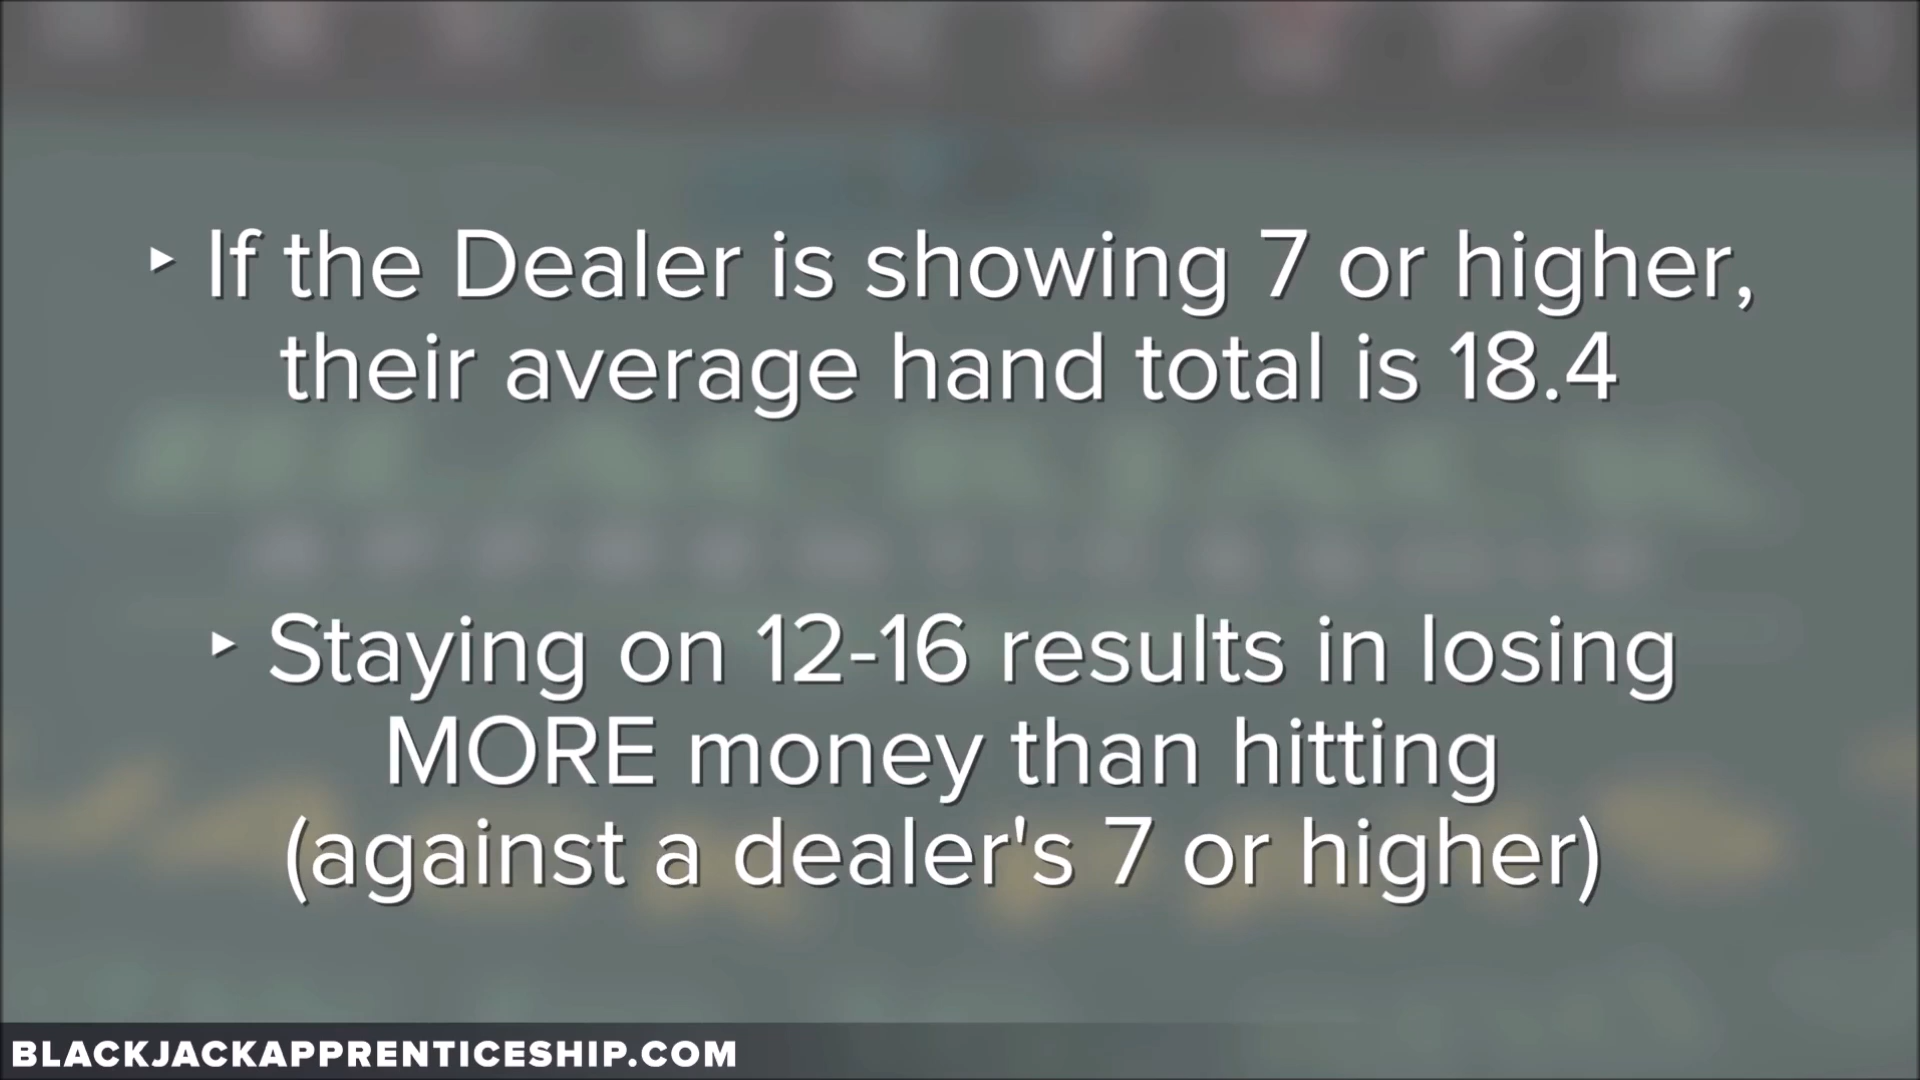 ‣ If the Dealer is showing 7 or higher,
their average hand total is 18.4
‣ Staying on 12-16 results in losing
MORE money than hitting
(against a dealer's 7 or higher)
BLACKJACKAPPRENTICESHIP.COM